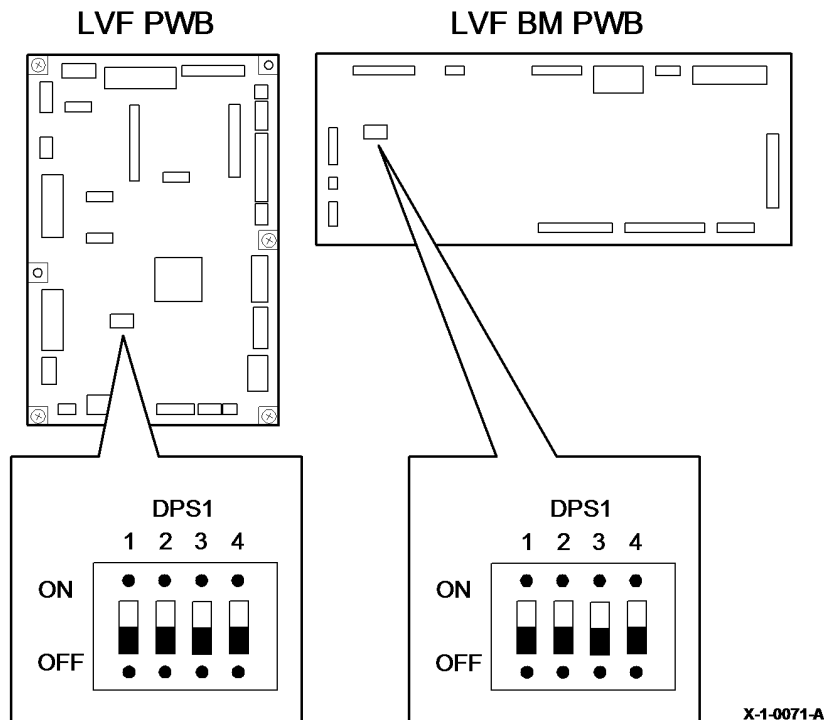 LVF PWB
LVF BM PWB
DPS1
1 2 3 4
ON
OFF
DPS1
1 2 3 4
ON
OFF
X-1-0071-A